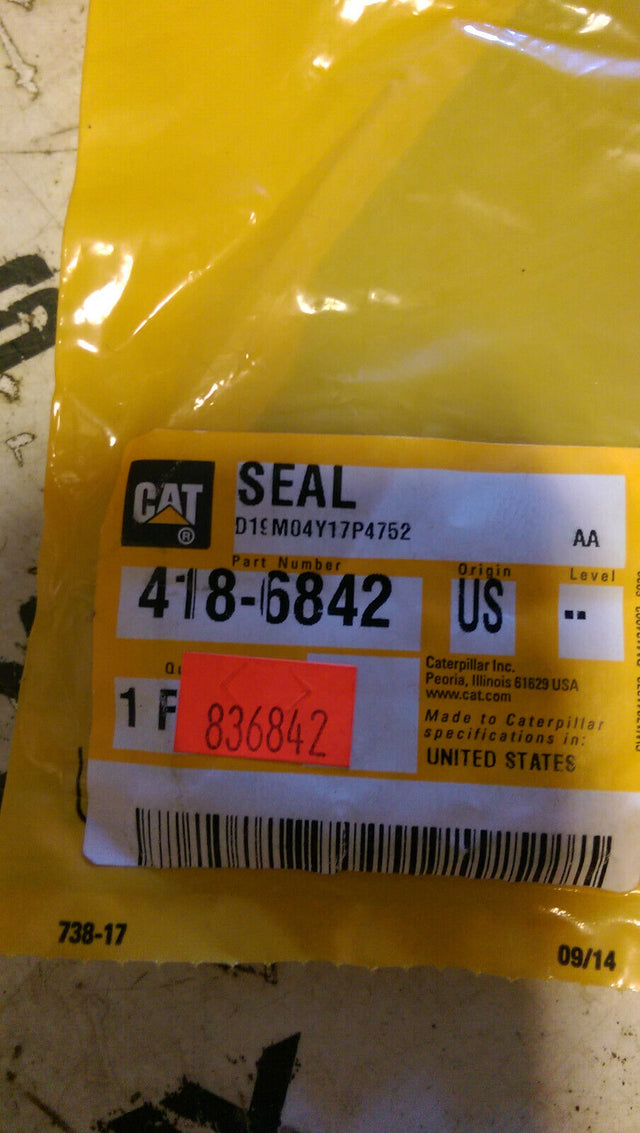 CAT
®
SEAL
D19M04Y17P4752
AA
Part Number
Origin
Level
418-6842
US
--
1
836842
Caterpillar Inc.
Peoria, Illinois 61629 USA
www.cat.com
Made to Caterpillar
specifications in:
UNITED STATES
738-17
09/14